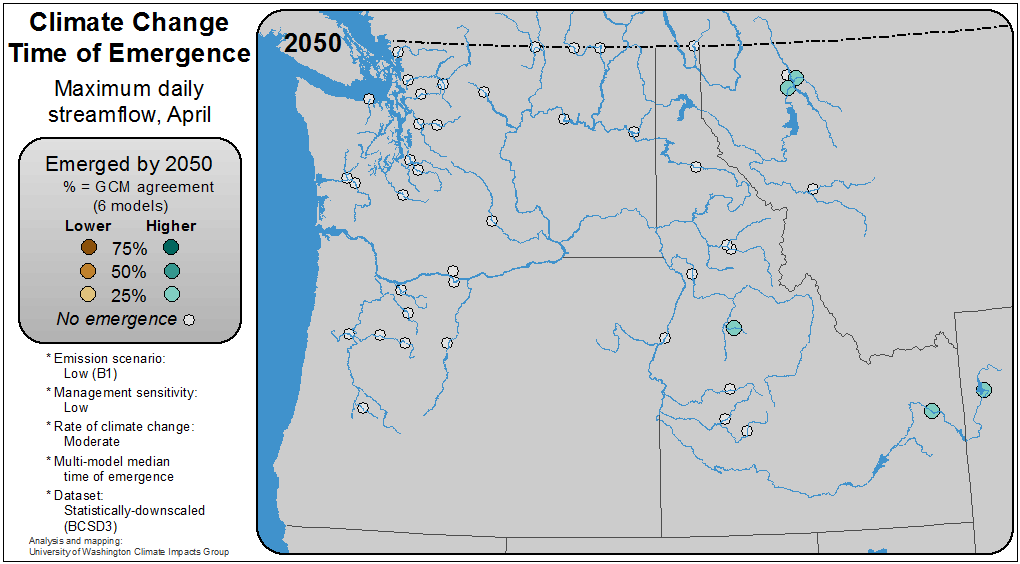 Climate Change
Time of Emergence
Maximum daily
streamflow, April
Emerged by 2050
% = GCM agreement
(6 models)
Lower Higher
75%
50%
25%
No emergence
* Emission scenario:
Low (B1)
* Management sensitivity:
Low
* Rate of climate change:
Moderate
* Multi-model median
time of emergence
* Dataset:
Statistically-downscaled
(BCSD3)
Analysis and mapping:
University of Washington Climate Impacts Group
2050